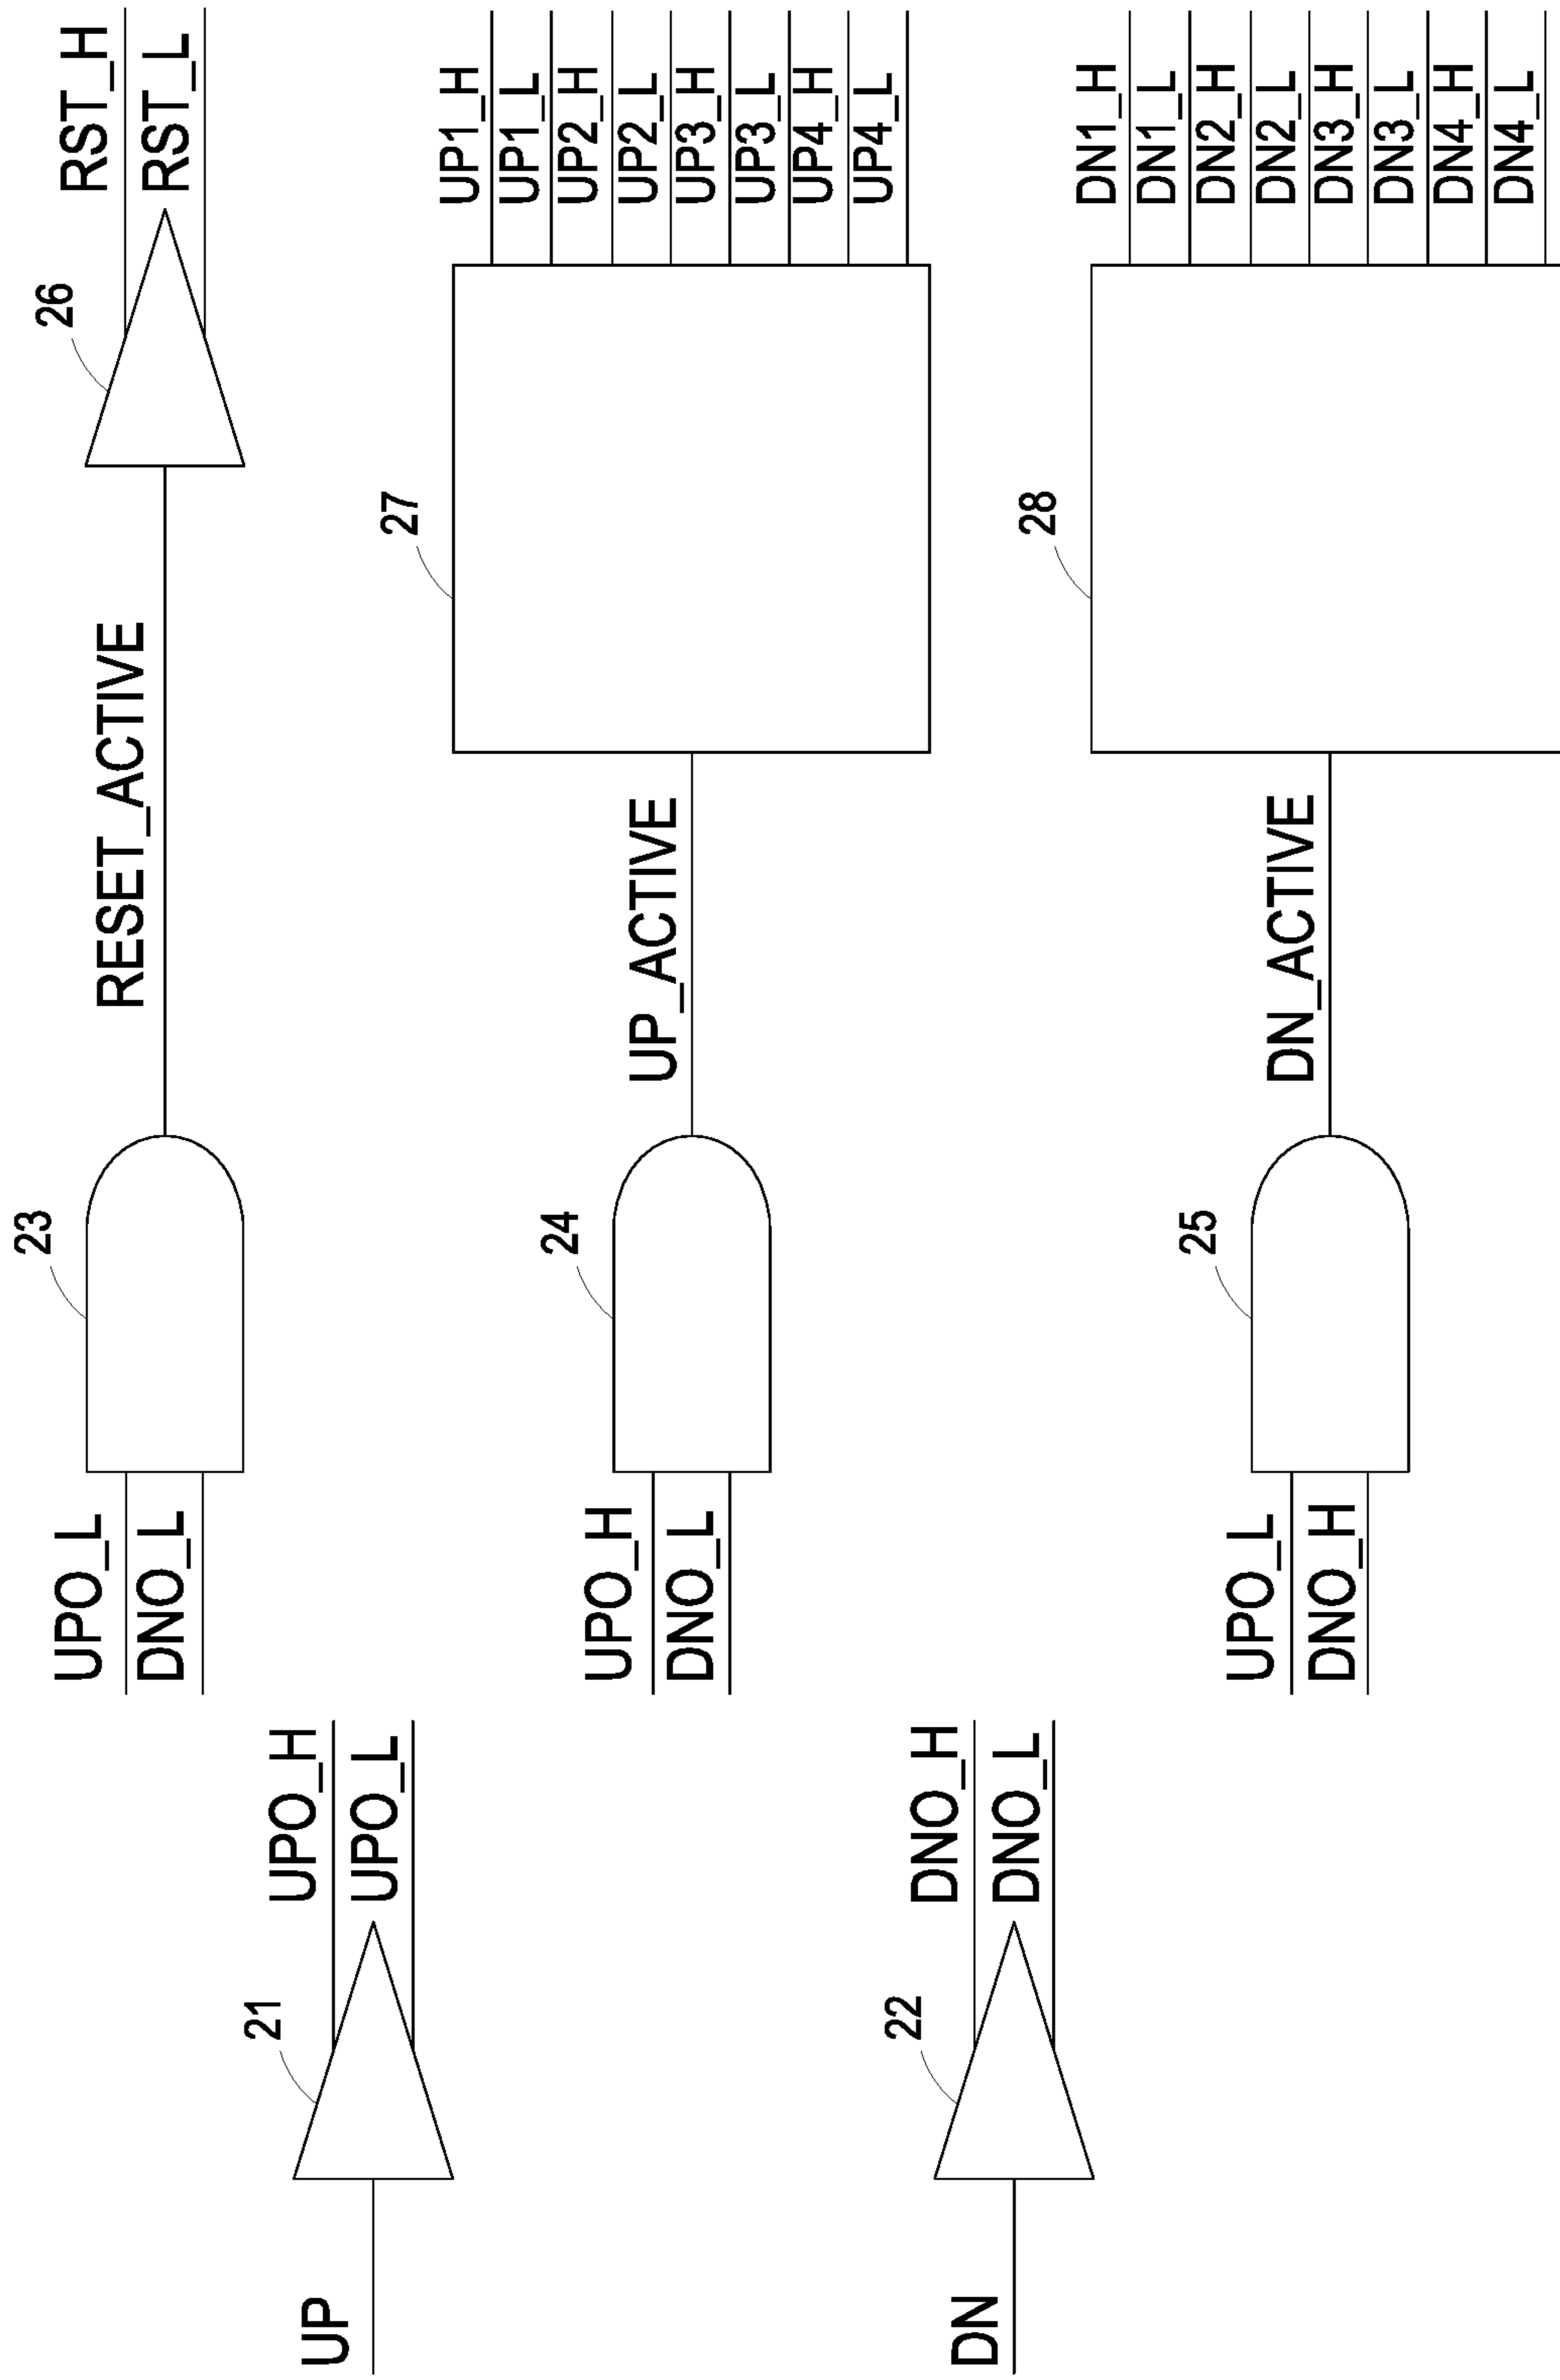 UP
21
UPO_H
UPO_L
DN
22
DNO_H
DNO_L
UPO_L
DNO_L
23
RESET_ACTIVE
26
RST_H
RST_L
UPO_H
DNO_L
24
UP_ACTIVE
27
UP1_H
UP1_L
UP2_H
UP2_L
UP3_H
UP3_L
UP4_H
UP4_L
UPO_L
DNO_H
25
DN_ACTIVE
28
DN1_H
DN1_L
DN2_H
DN2_L
DN3_H
DN3_L
DN4_H
DN4_L